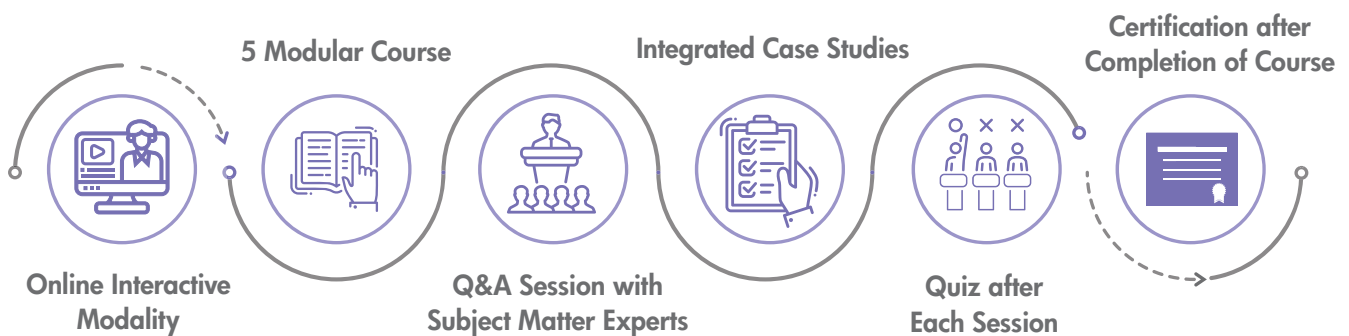 Online Interactive
Modality
5 Modular Course
Q&A Session with
Subject Matter Experts
Integrated Case Studies
Quiz after
Each Session
Certification after
Completion of Course